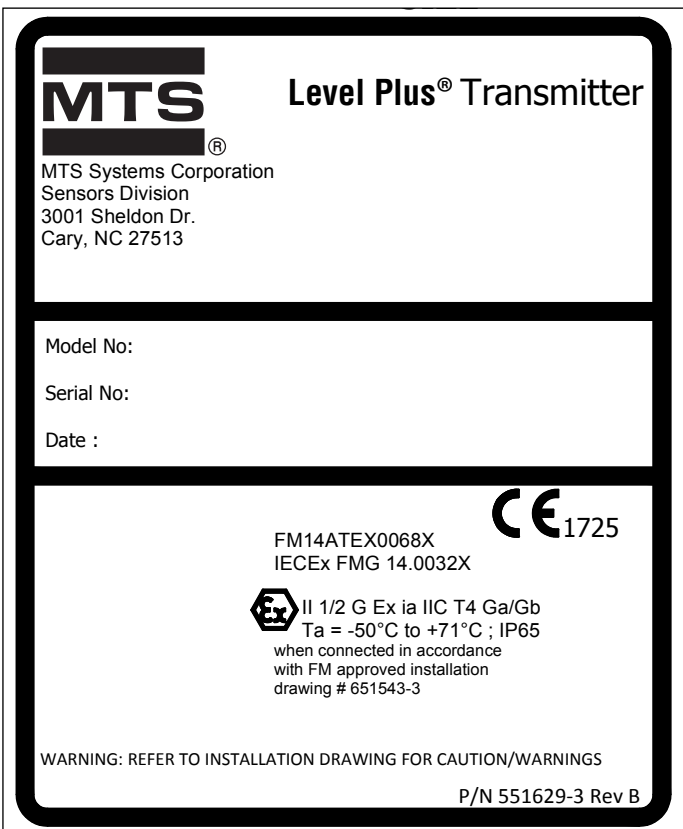 MTS
®
Level Plus® Transmitter
MTS Systems Corporation
Sensors Division
3001 Sheldon Dr.
Cary, NC 27513
Model No:
Serial No:
Date :
CE 1725
FM14ATEX0068X
IECEx FMG 14.0032X
Ex II 1/2 G Ex ia IIC T4 Ga/Gb
Ta = -50°C to +71°C ; IP65
when connected in accordance
with FM approved installation
drawing # 651543-3
WARNING: REFER TO INSTALLATION DRAWING FOR CAUTION/WARNINGS
P/N 551629-3 Rev B